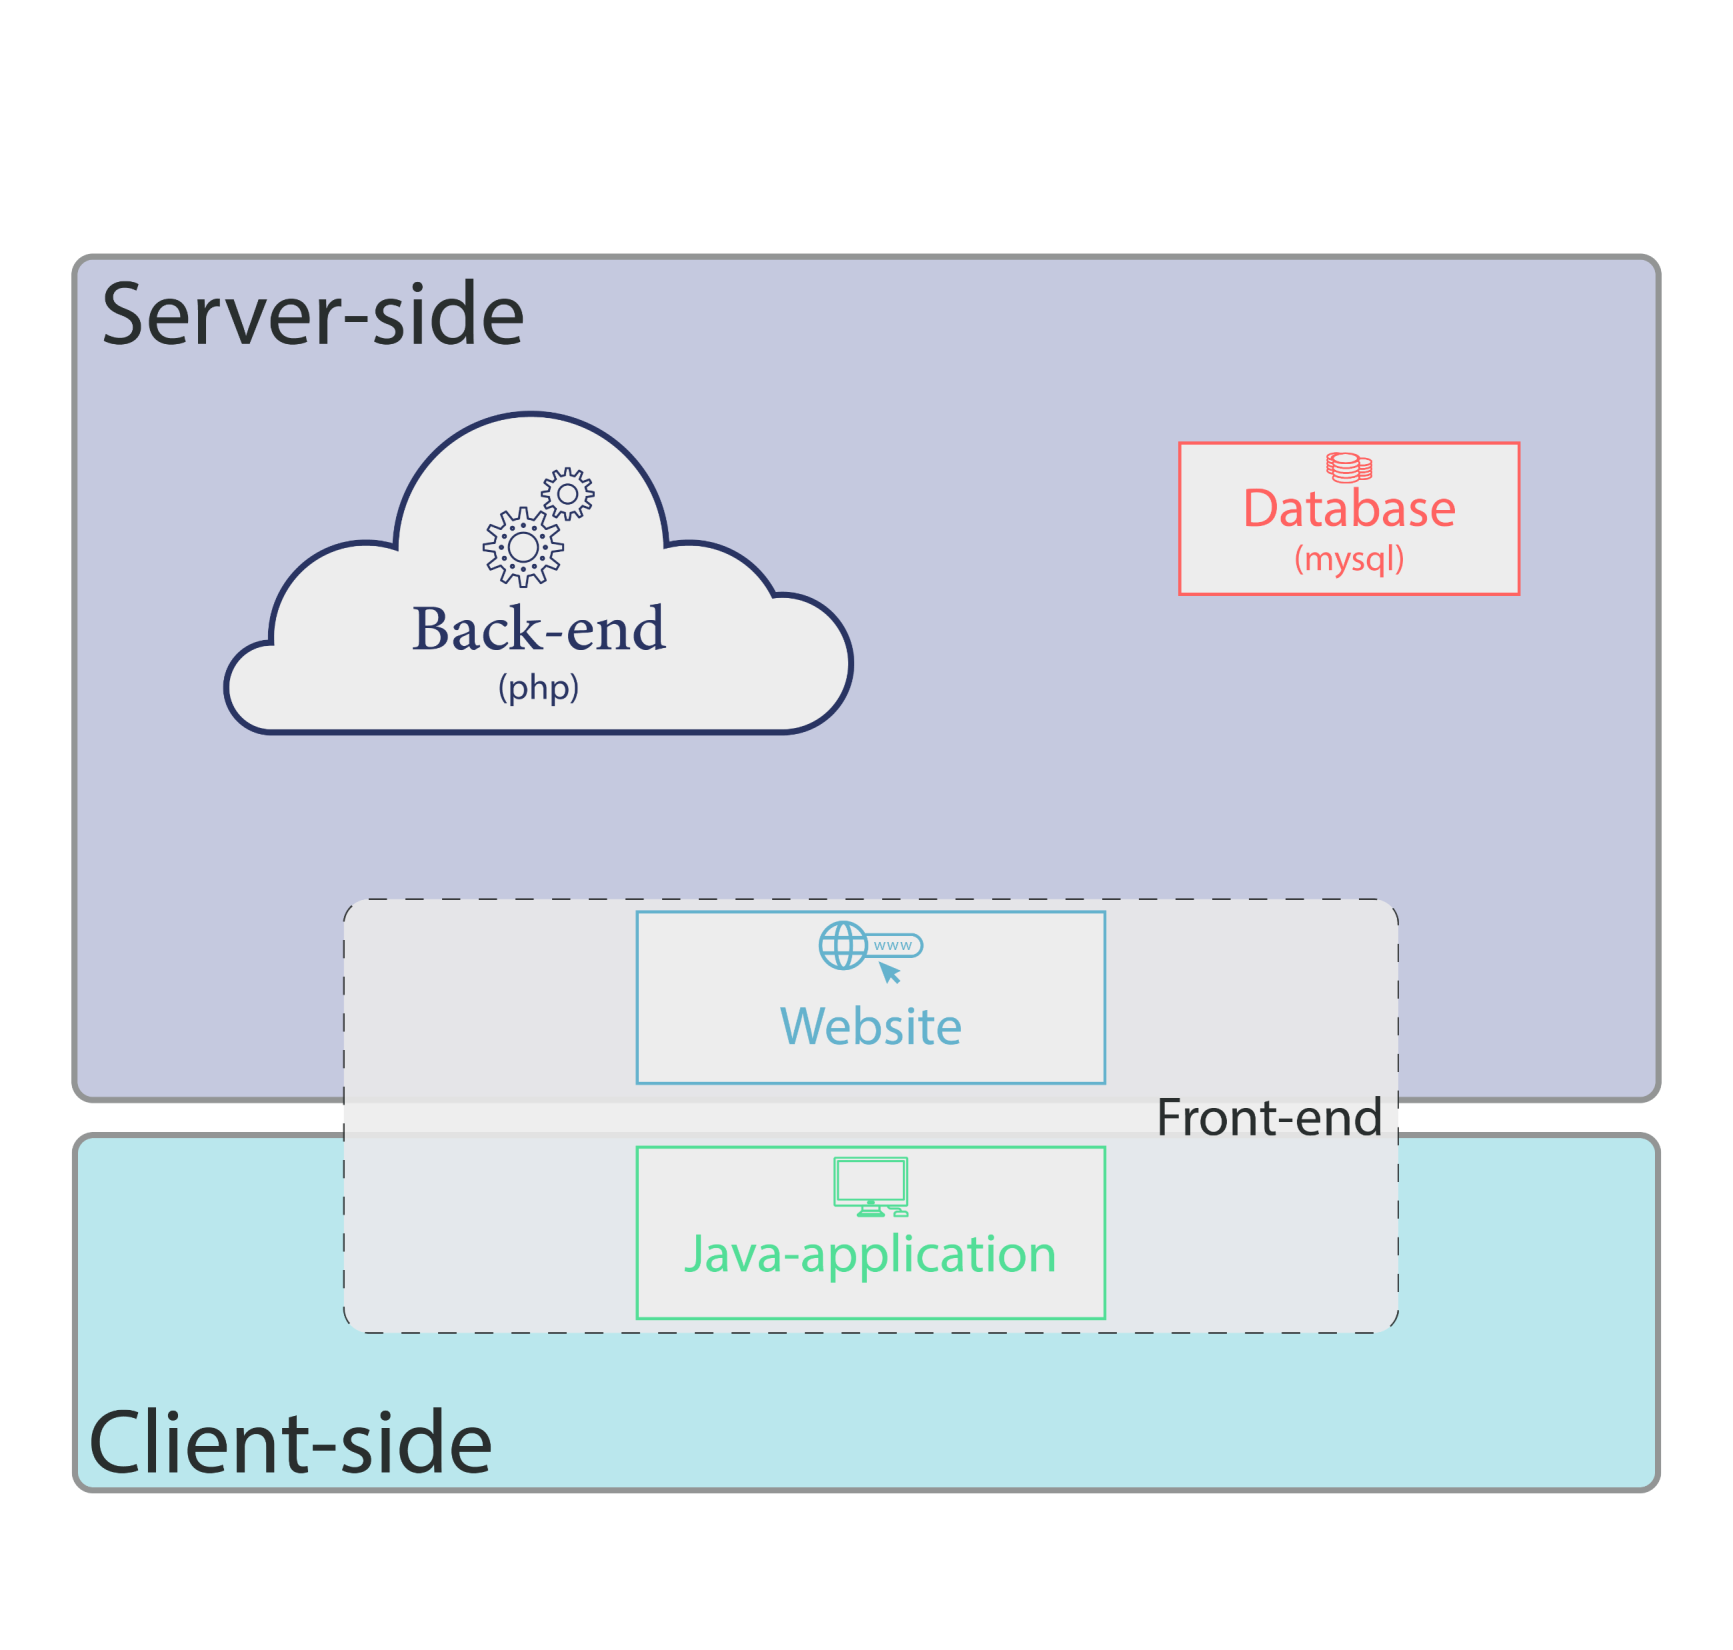 Server-side
Back-end
(php)
Database
(mysql)
www
Website
Front-end
Java-application
Client-side